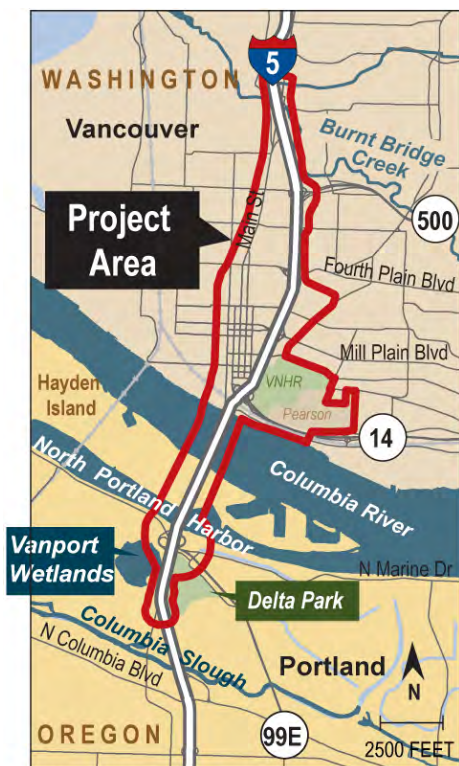 5
WASHINGTON
Vancouver
Burnt Bridge
Creek
500
Project
Area
Main St
Fourth Plain Blvd
Mill Plain Blvd
VNHR
Hayden
Island
Pearson
14
Columbia River
North Portland Harbor
Vanport
Wetlands
N Marine Dr
Delta Park
Columbia Slough
N Columbia Blvd
Portland
N
OREGON
99E
2500 FEET